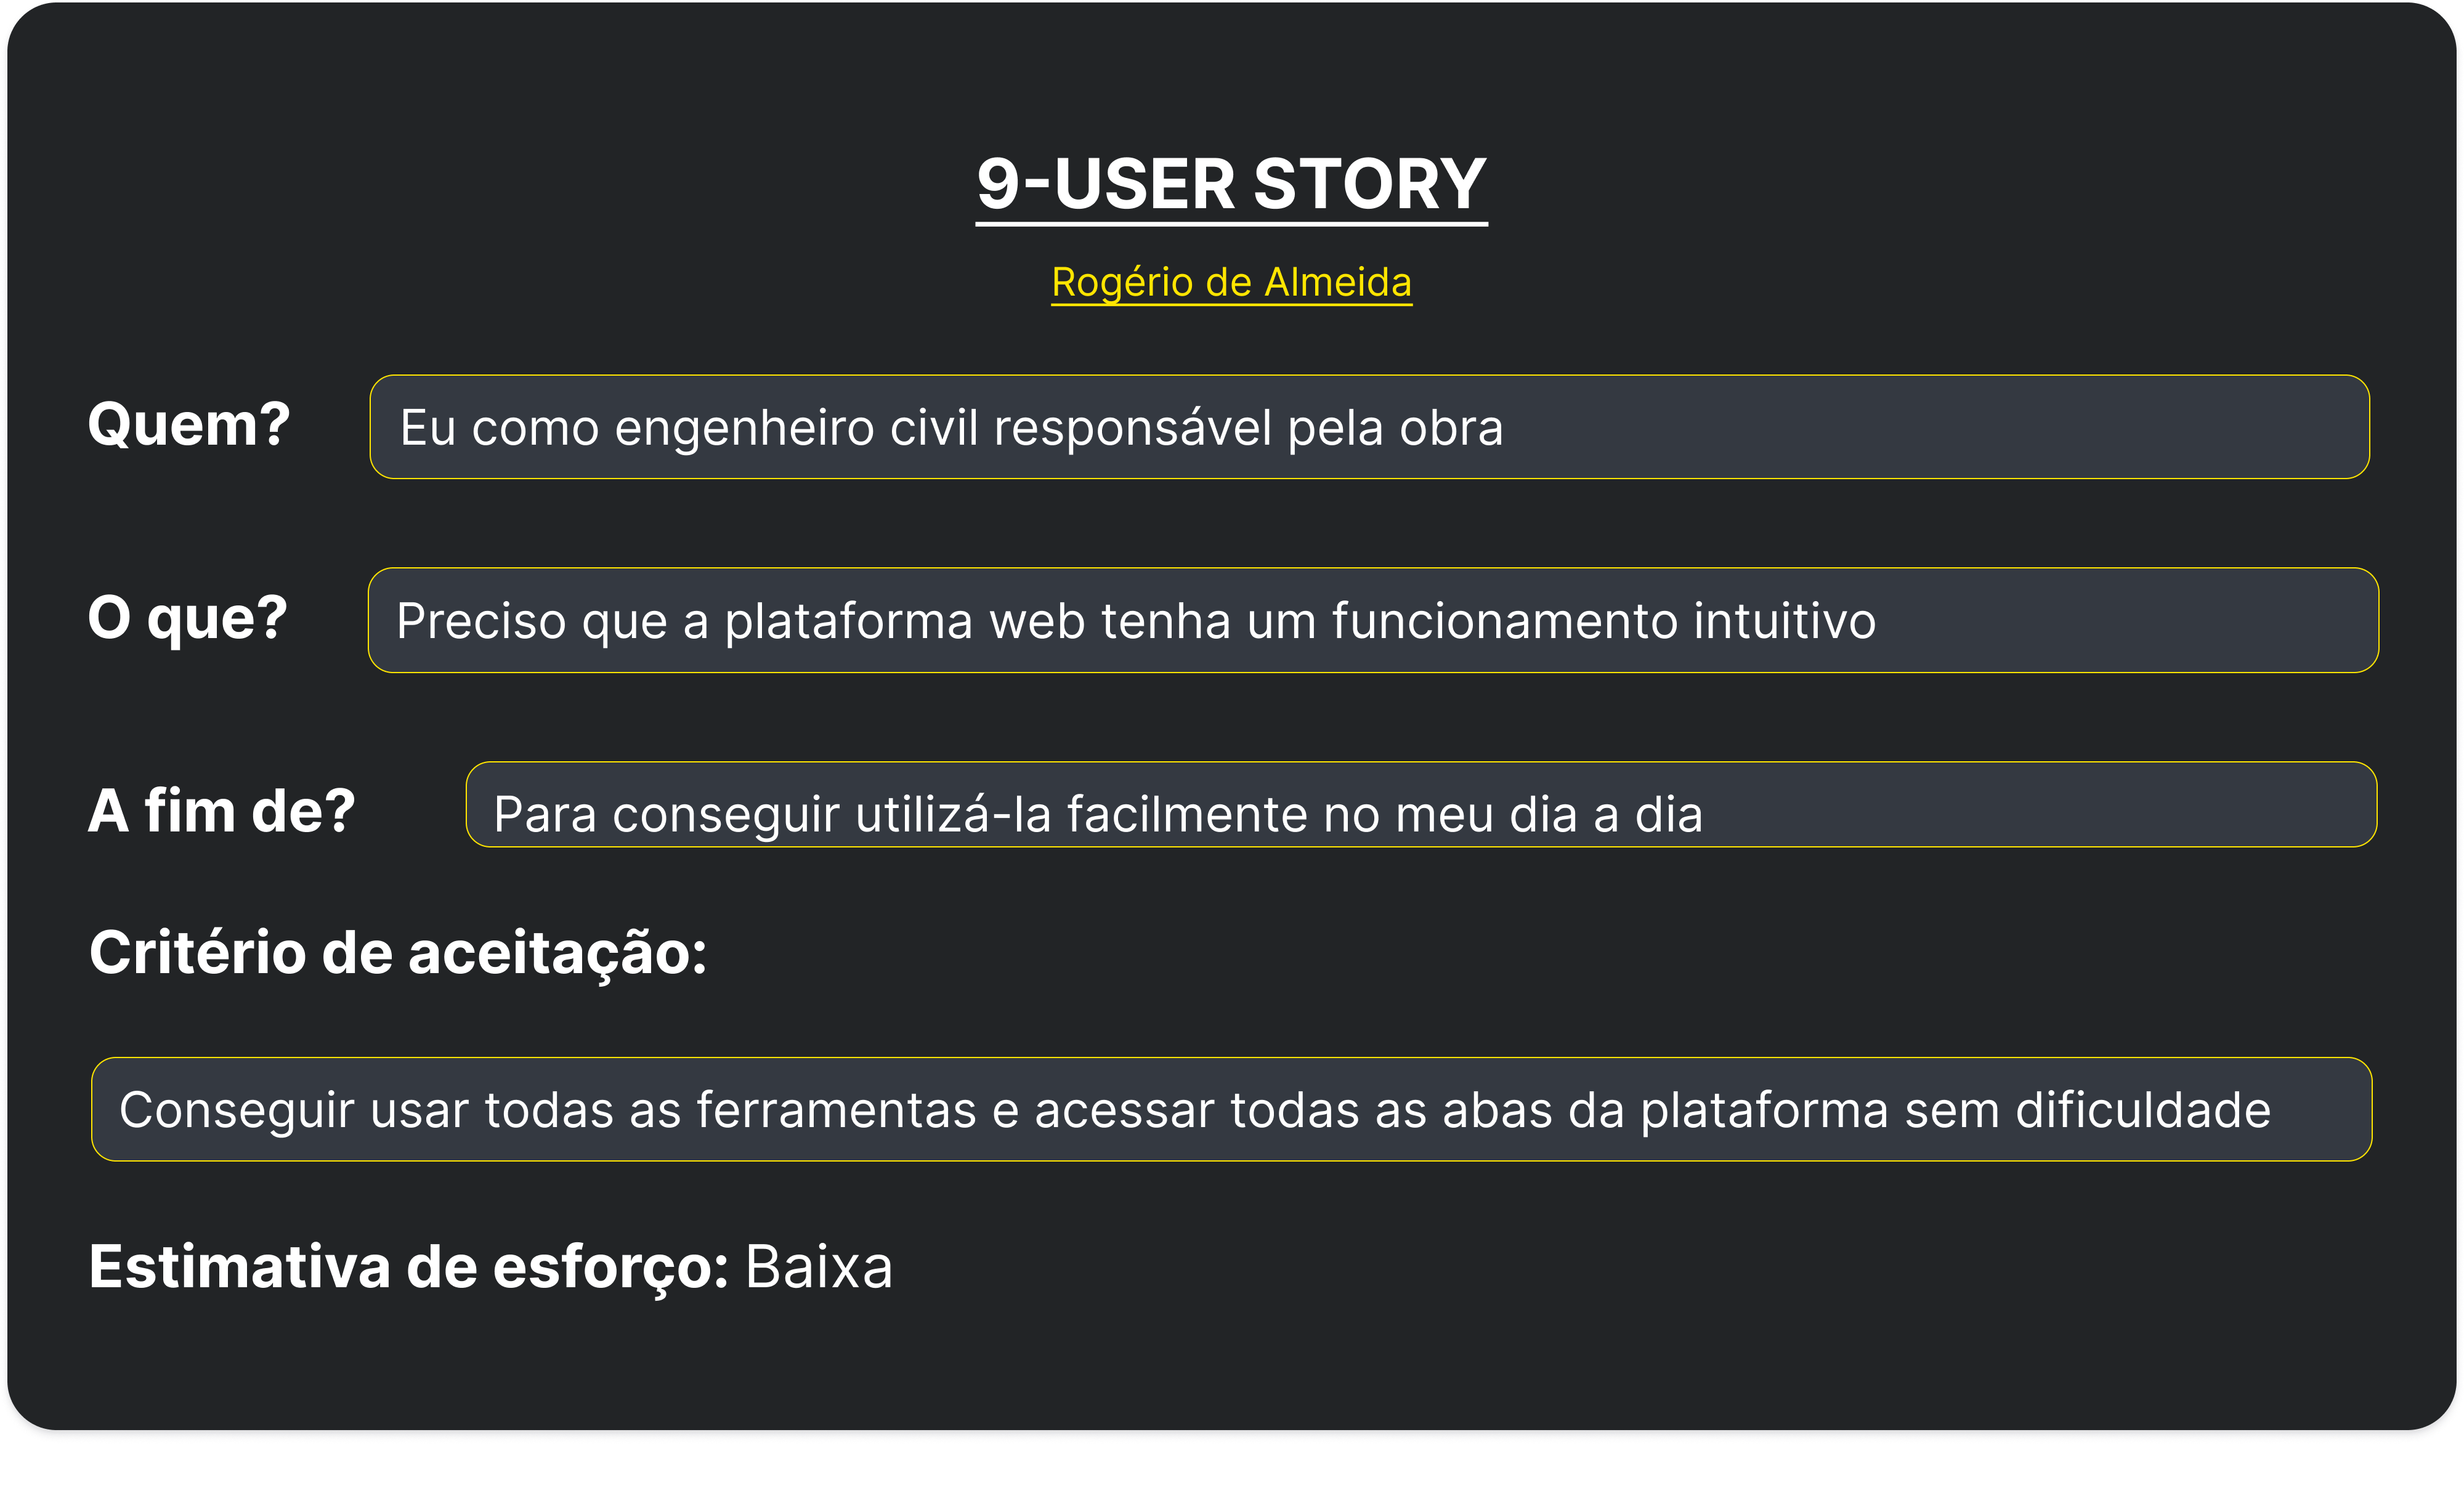 9-USER STORY
Rogério de Almeida
Quem? Eu como engenheiro civil responsável pela obra
O que? Preciso que a plataforma web tenha um funcionamento intuitivo
A fim de? Para conseguir utilizá-la facilmente no meu dia a dia
Critério de aceitação:
Conseguir usar todas as ferramentas e acessar todas as abas da plataforma sem dificuldade
Estimativa de esforço: Baixa